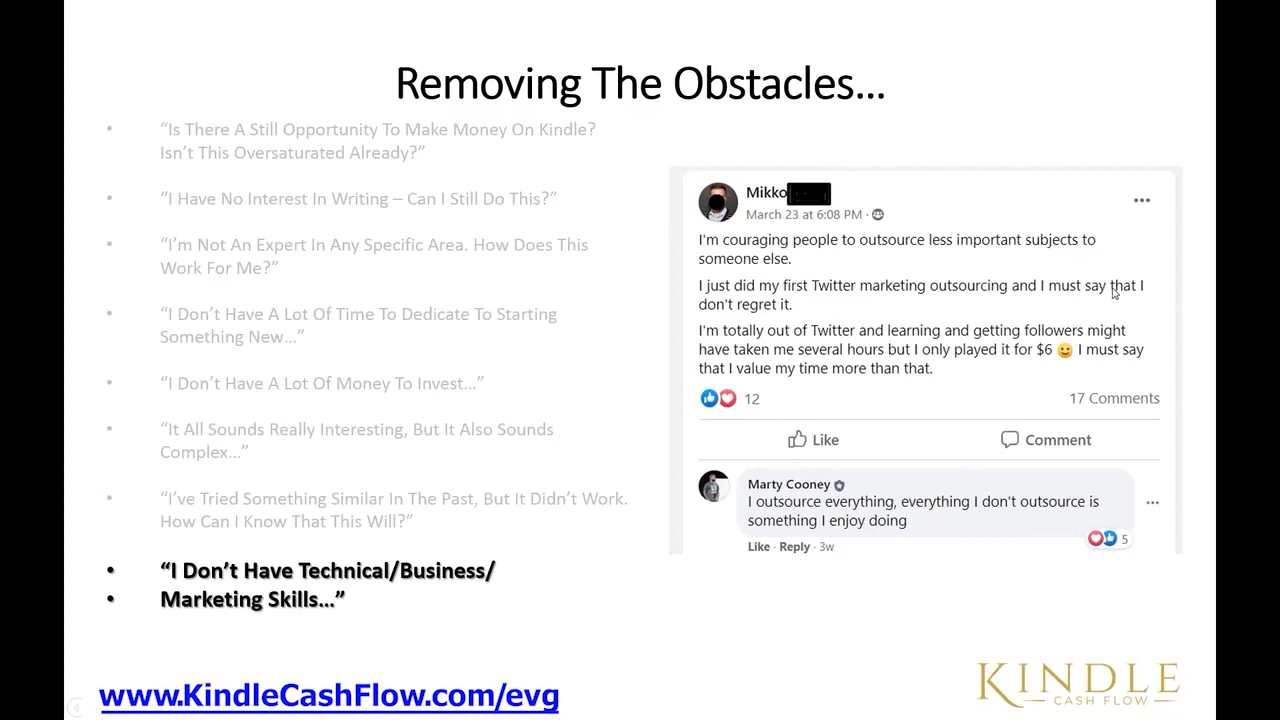 Removing The Obstacles...
• “Is There A Still Opportunity To Make Money On Kindle?
Isn’t This Oversaturated Already?”
• “I Have No Interest In Writing – Can I Still Do This?”
• “I’m Not An Expert In Any Specific Area. How Does This
Work For Me?”
• “I Don’t Have A Lot Of Time To Dedicate To Starting
Something New...”
• “I Don’t Have A Lot Of Money To Invest...”
• “It All Sounds Really Interesting, But It Also Sounds
Complex...”
• “I’ve Tried Something Similar In The Past, But It Didn’t Work.
How Can I Know That This Will?”
• “I Don’t Have Technical/Business/
• Marketing Skills...”
Mikko
March 23 at 6:08 PM ·
I'm couraging people to outsource less important subjects to
someone else.
I just did my first Twitter marketing outsourcing and I must say that I
don't regret it.
I'm totally out of Twitter and learning and getting followers might
have taken me several hours but I only played it for $6 🙂 I must say
that I value my time more than that.
12
17 Comments
Like
Comment
Marty Cooney
I outsource everything, everything I don't outsource is
something I enjoy doing
Like · Reply · 3w
5
www.KindleCashFlow.com/evg
KINDLE
CASH FLOW